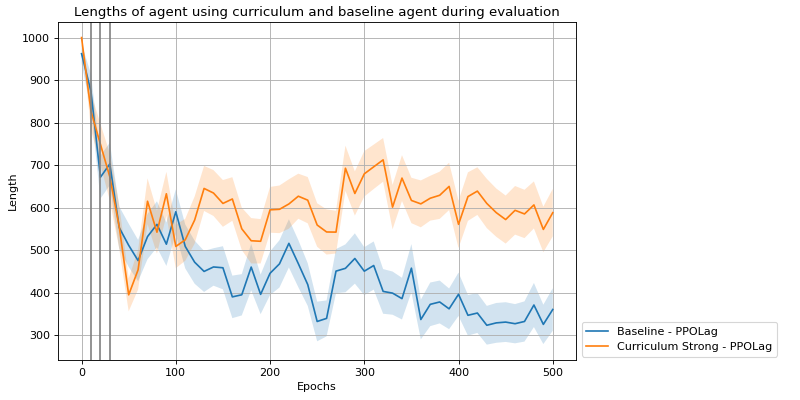 Lengths of agent using curriculum and baseline agent during evaluation
1000
900
800
700
600
500
400
300
Length
0
100
200
300
400
500
Epochs
Baseline - PPOLag
Curriculum Strong - PPOLag